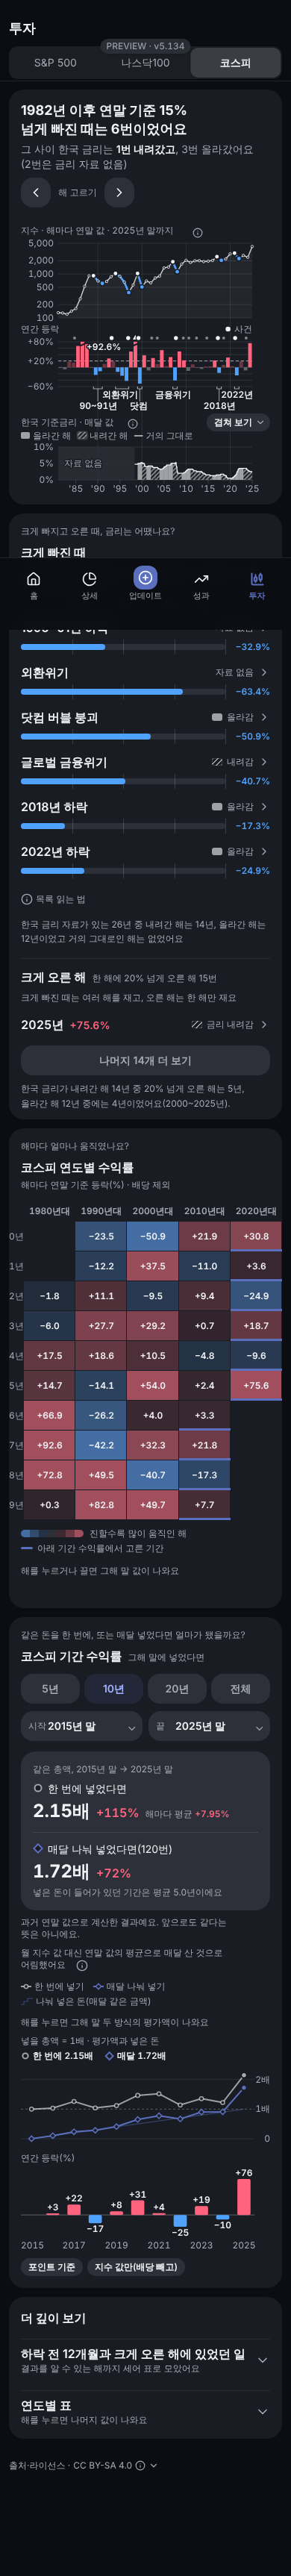 투자
PREVIEW · v5.134
S&P 500
나스닥100
코스피
1982년 이후 연말 기준 15%
넘게 빠진 때는 6번이었어요
그 사이 한국 금리는 1번 내려갔고, 3번 올라갔어요
(2번은 금리 자료 없음)
해 고르기
지수 · 해마다 연말 값 · 2025년 말까지
5,000
2,000
1,000
500
200
100
연간 등락
사건
+80%
+92.6%
+20%
−60%
외환위기
금융위기
2022년
90~91년
닷컴
2018년
한국 기준금리 · 매달 값
겹쳐 보기
올라간 해
내려간 해
거의 그대로
10%
5%
자료 없음
0%
'85 '90 '95 '00 '05 '10 '15 '20 '25
크게 빠지고 오른 때, 금리는 어땠나요?
크게 빠진 때
홈
상세
업데이트
성과
투자
−32.9%
외환위기
자료 없음
−63.4%
닷컴 버블 붕괴
올라감
−50.9%
글로벌 금융위기
내려감
−40.7%
2018년 하락
올라감
−17.3%
2022년 하락
올라감
−24.9%
목록 읽는 법
한국 금리 자료가 있는 26년 중 내려간 해는 14년, 올라간 해는
12년이었고 거의 그대로인 해는 없었어요
크게 오른 해 한 해에 20% 넘게 오른 해 15번
크게 빠진 때는 여러 해를 재고, 오른 해는 한 해만 재요
2025년 +75.6%
금리 내려감
나머지 14개 더 보기
한국 금리가 내려간 해 14년 중 20% 넘게 오른 해는 5년,
올라간 해 12년 중에는 4년이었어요(2000~2025년).
해마다 얼마나 움직였나요?
코스피 연도별 수익률
해마다 연말 기준 등락(%) · 배당 제외
1980년대 1990년대 2000년대 2010년대 2020년대
0년 −23.5 −50.9 +21.9 +30.8
1년 −12.2 +37.5 −11.0 +3.6
2년 −1.8 +11.1 −9.5 +9.4 −24.9
3년 −6.0 +27.7 +29.2 +0.7 +18.7
4년 +17.5 +18.6 +10.5 −4.8 −9.6
5년 +14.7 −14.1 +54.0 +2.4 +75.6
6년 +66.9 −26.2 +4.0 +3.3
7년 +92.6 −42.2 +32.3 +21.8
8년 +72.8 +49.5 −40.7 −17.3
9년 +0.3 +82.8 +49.7 +7.7
진할수록 많이 움직인 해
아래 기간 수익률에서 고른 기간
해를 누르거나 끌면 그해 말 값이 나와요
같은 돈을 한 번에, 또는 매달 넣었다면 얼마가 됐을까요?
코스피 기간 수익률 그해 말에 넣었다면
5년
10년
20년
전체
시작 2015년 말
끝 2025년 말
같은 총액, 2015년 말 → 2025년 말
한 번에 넣었다면
2.15배 +115% 해마다 평균 +7.95%
매달 나눠 넣었다면(120번)
1.72배 +72%
넣은 돈이 들어가 있던 기간은 평균 5.0년이에요
과거 연말 값으로 계산한 결과예요. 앞으로도 같다는
뜻은 아니에요.
월 지수 값 대신 연말 값의 평균으로 매달 산 것으로
어림했어요
한 번에 넣기
매달 나눠 넣기
나눠 넣은 돈(매달 같은 금액)
해를 누르면 그해 말 두 방식의 평가액이 나와요
넣을 총액 = 1배 · 평가액과 넣은 돈
한 번에 2.15배
매달 1.72배
2배
1배
0
연간 등락(%)
+3 +22 −17 +8 +31 +4 −25 +19 −10 +76
2015 2017 2019 2021 2023 2025
포인트 기준
지수 값만(배당 빼고)
더 깊이 보기
하락 전 12개월과 크게 오른 해에 있었던 일
결과를 알 수 있는 해까지 세어 표로 모았어요
연도별 표
해를 누르면 나머지 값이 나와요
출처·라이선스 · CC BY-SA 4.0